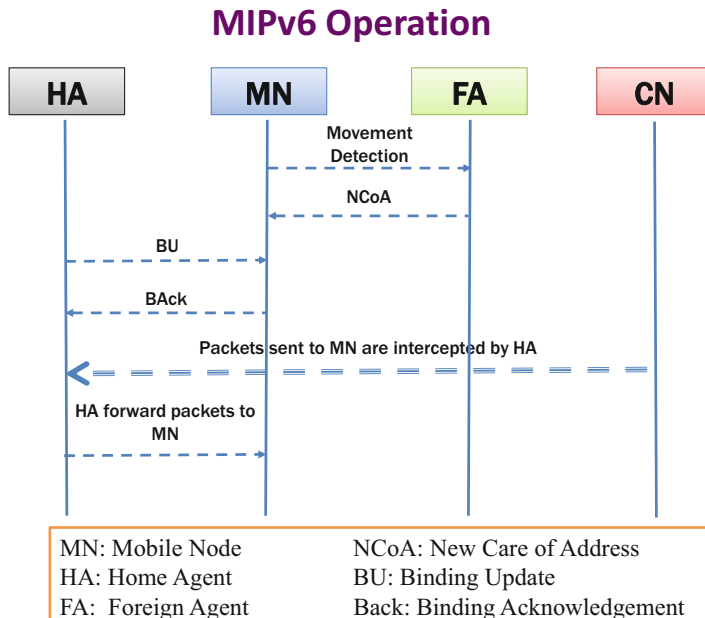 MIPv6 Operation
HA
MN
FA
CN
Movement
Detection
NCoA
BU
BAck
Packets sent to MN are intercepted by HA
HA forward packets to
MN
MN: Mobile Node
NCoA: New Care of Address
HA: Home Agent
BU: Binding Update
FA: Foreign Agent
Back: Binding Acknowledgement